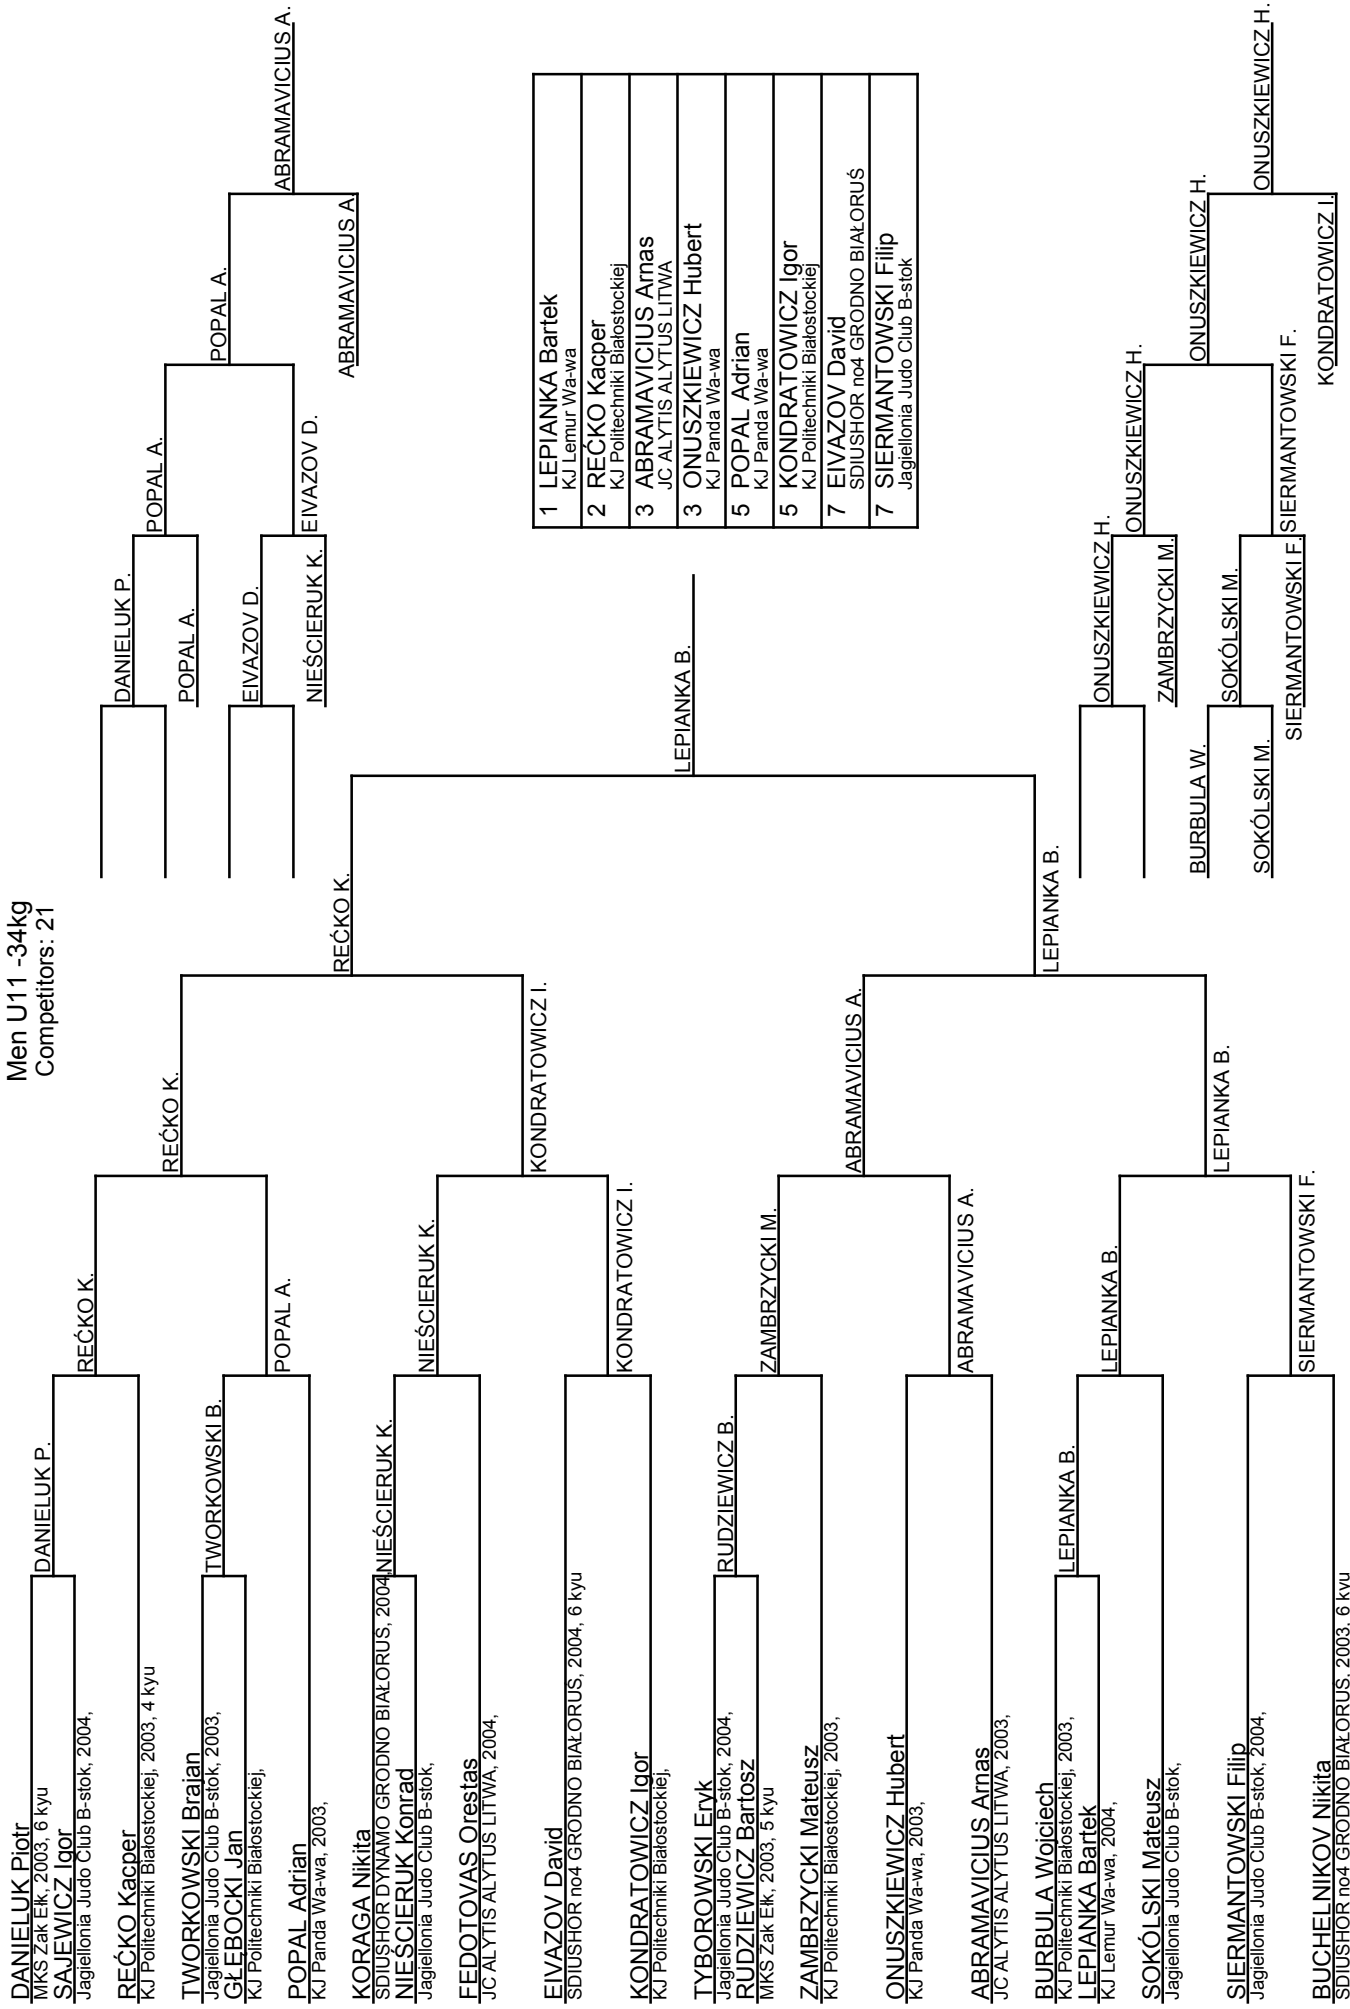 Men U11 -34kg
Competitors: 21
DANIELUK Piotr
MKS Żak Ełk, 2003, 6 kyu
SAJEWICZ Igor
Jagiellonia Judo Club B-stok, 2004,
REĆKO Kacper
KJ Politechniki Białostockiej, 2003, 4 kyu
TWORKOWSKI Brajan
Jagiellonia Judo Club B-stok, 2003,
GŁĘBOCKI Jan
KJ Politechniki Białostockiej,
POPAL Adrian
KJ Panda Wa-wa, 2003,
KORAGA Nikita
SDIUSHOR DYNAMO GRODNO BIAŁORUS, 2004,
NIEŚCIERUK Konrad
Jagiellonia Judo Club B-stok,
FEDOTOVAS Orestas
JC ALYTIS ALYTUS LITWA, 2004,
EIVAZOV David
SDIUSHOR no4 GRODNO BIAŁORUS, 2004, 6 kyu
KONDRATOWICZ Igor
KJ Politechniki Białostockiej,
TYBOROWSKI Eryk
Jagiellonia Judo Club B-stok, 2004,
RUDZIEWICZ Bartosz
MKS Żak Ełk, 2003, 5 kyu
ZAMBRZYCKI Mateusz
KJ Politechniki Białostockiej, 2003,
ONUSZKIEWICZ Hubert
KJ Panda Wa-wa, 2003,
ABRAMAVICIUS Arnas
JC ALYTIS ALYTUS LITWA, 2003,
BURBULA Wojciech
KJ Politechniki Białostockiej, 2003,
LEPIANKA Bartek
KJ Lemur Wa-wa, 2004,
SOKÓLSKI Mateusz
Jagiellonia Judo Club B-stok,
SIERMANTOWSKI Filip
Jagiellonia Judo Club B-stok, 2004,
BUCHELNIKOV Nikita
SDIUSHOR no4 GRODNO BIAŁORUS, 2003, 6 kyu
DANIELUK P.
TWORKOWSKI B.
NIEŚCIERUK K.
RUDZIEWICZ B.
LEPIANKA B.
REĆKO K.
POPAL A.
NIEŚCIERUK K.
KONDRATOWICZ I.
ZAMBRZYCKI M.
ABRAMAVICIUS A.
LEPIANKA B.
SIERMANTOWSKI F.
REĆKO K.
KONDRATOWICZ I.
ABRAMAVICIUS A.
LEPIANKA B.
REĆKO K.
LEPIANKA B.
LEPIANKA B.
DANIELUK P.
POPAL A.
EIVAZOV D.
NIEŚCIERUK K.
POPAL A.
EIVAZOV D.
POPAL A.
ABRAMAVICIUS A.
ABRAMAVICIUS A.
1 LEPIANKA Bartek
KJ Lemur Wa-wa
2 REĆKO Kacper
KJ Politechniki Białostockiej
3 ABRAMAVICIUS Arnas
JC ALYTIS ALYTUS LITWA
3 ONUSZKIEWICZ Hubert
KJ Panda Wa-wa
5 POPAL Adrian
KJ Panda Wa-wa
5 KONDRATOWICZ Igor
KJ Politechniki Białostockiej
7 EIVAZOV David
SDIUSHOR no4 GRODNO BIAŁORUŚ
7 SIERMANTOWSKI Filip
Jagiellonia Judo Club B-stok
BURBULA W.
SOKÓLSKI M.
ONUSZKIEWICZ H.
ZAMBRZYCKI M.
SOKÓLSKI M.
SIERMANTOWSKI F.
ONUSZKIEWICZ H.
SIERMANTOWSKI F.
ONUSZKIEWICZ H.
KONDRATOWICZ I.
ONUSZKIEWICZ H.